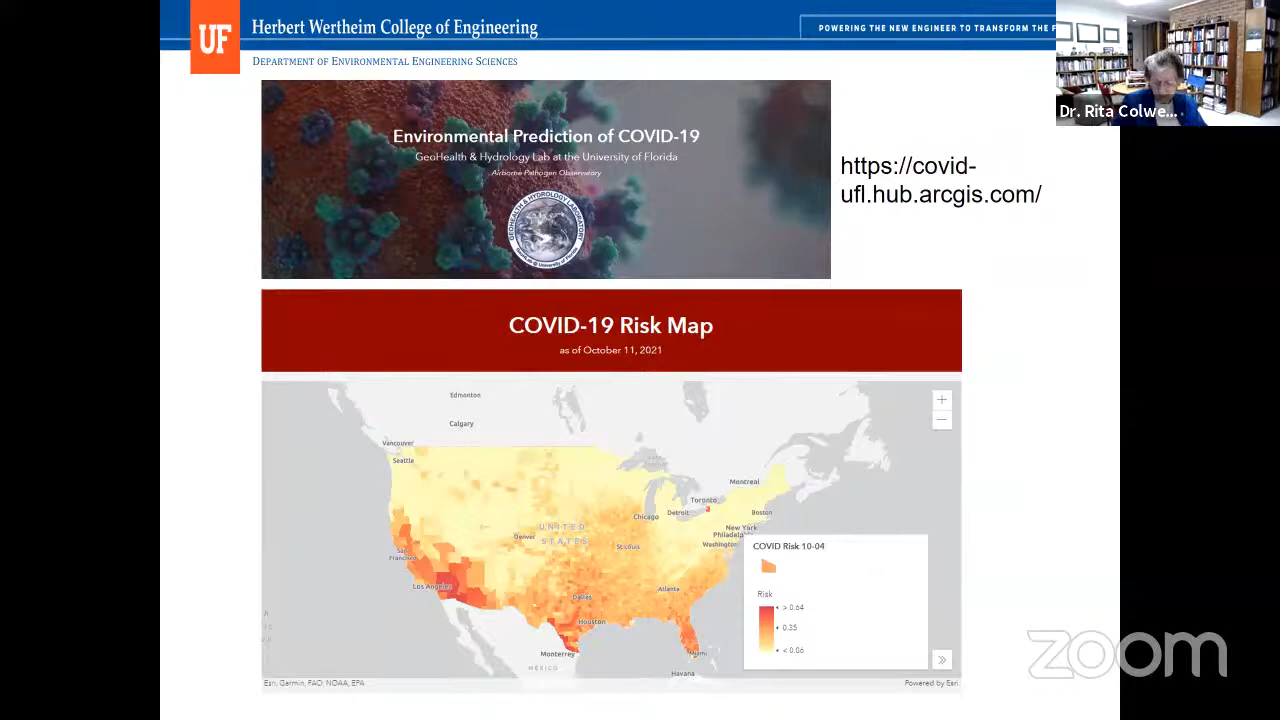 UF
Herbert Wertheim College of Engineering
POWERING THE NEW ENGINEER TO TRANSFORM THE F
DEPARTMENT OF ENVIRONMENTAL ENGINEERING SCIENCES
Dr. Rita Colwe...
Environmental Prediction of COVID-19
GeoHealth & Hydrology Lab at the University of Florida
Airborne Pathogen Observatory
GEOHEALTH & HYDROLOGY LABORATORY
https://covid-
ufl.hub.arcgis.com/
COVID-19 Risk Map
as of October 11, 2021
+
−
Edmonton
Calgary
Vancouver
Seattle
Montreal
Toronto
Chicago
Detroit
Boston
New York
Philadelphia
Washington
UNITED
STATES
Denver
St Louis
San
Francisco
Los Angeles
Atlanta
Dallas
Houston
Monterrey
Miami
MÉXICO
Havana
COVID Risk 10-04
Risk
> 0.64
0.35
< 0.06
Esri, Garmin, FAO, NOAA, EPA
Powered by Esri
zoom